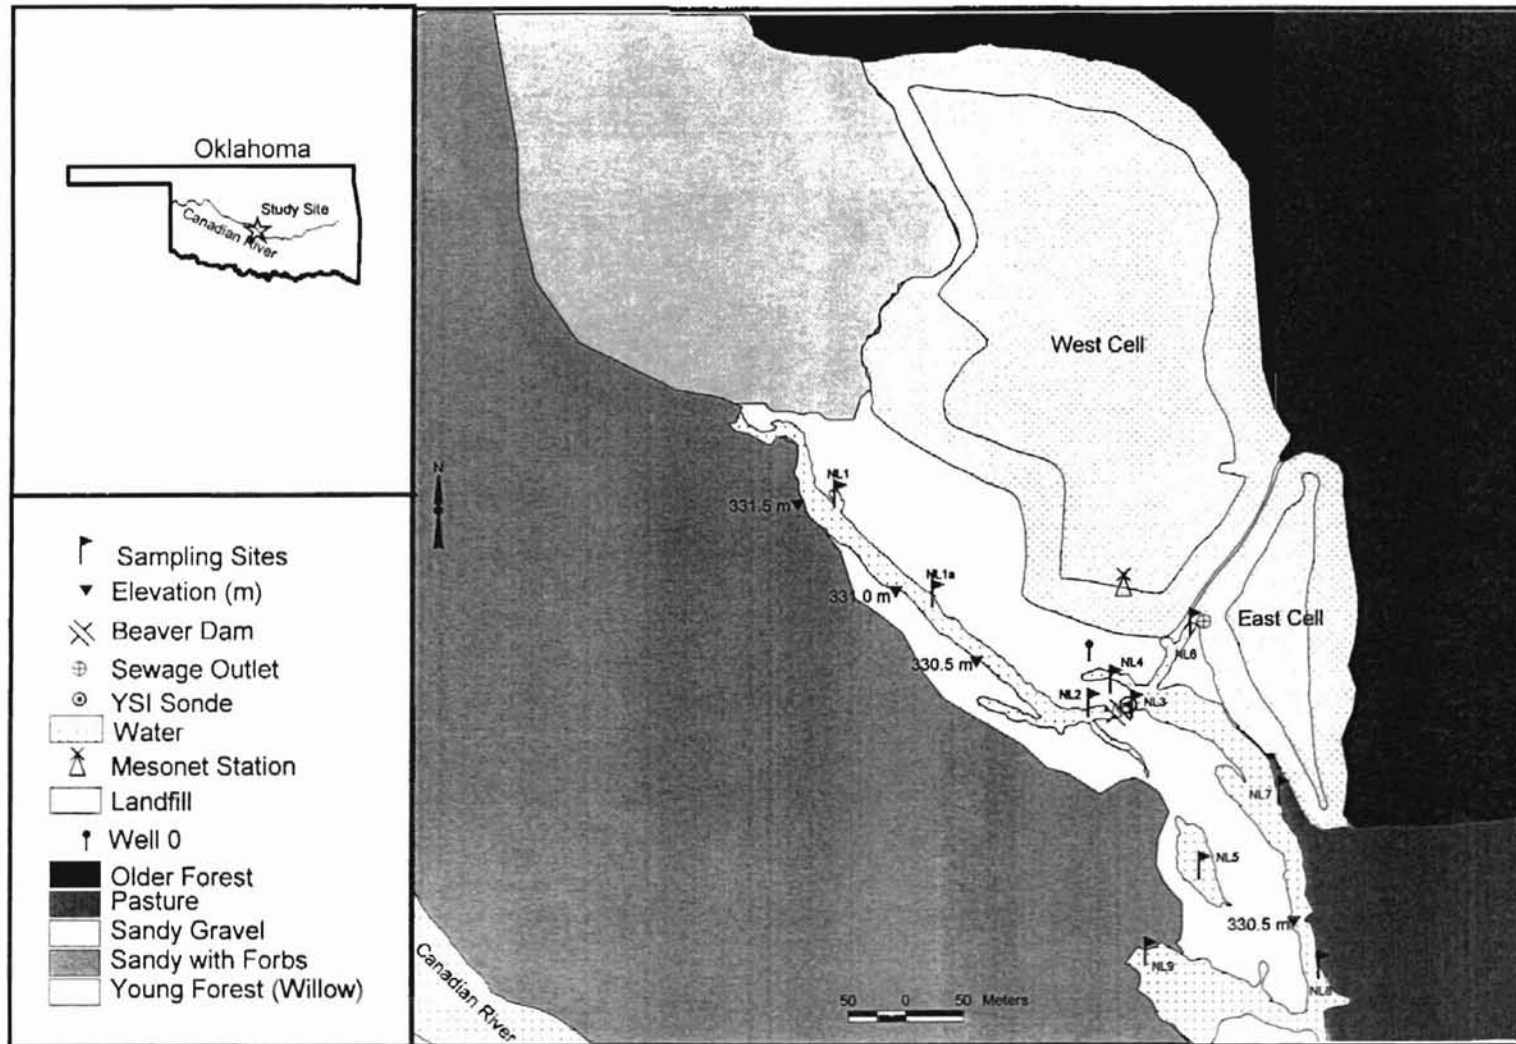 Oklahoma
Study Site
Canadian River
Sampling Sites
Elevation (m)
Beaver Dam
Sewage Outlet
YSI Sonde
Water
Mesonet Station
Landfill
Well 0
Older Forest
Pasture
Sandy Gravel
Sandy with Forbs
Young Forest (Willow)
N
West Cell
East Cell
NL1
331.5 m
NL1a
331.0 m
330.5 m
NL6
NL4
NL2
NL3
NL7
NL5
330.5 m
NL9
NL8
50 0 50 Meters
Canadian River